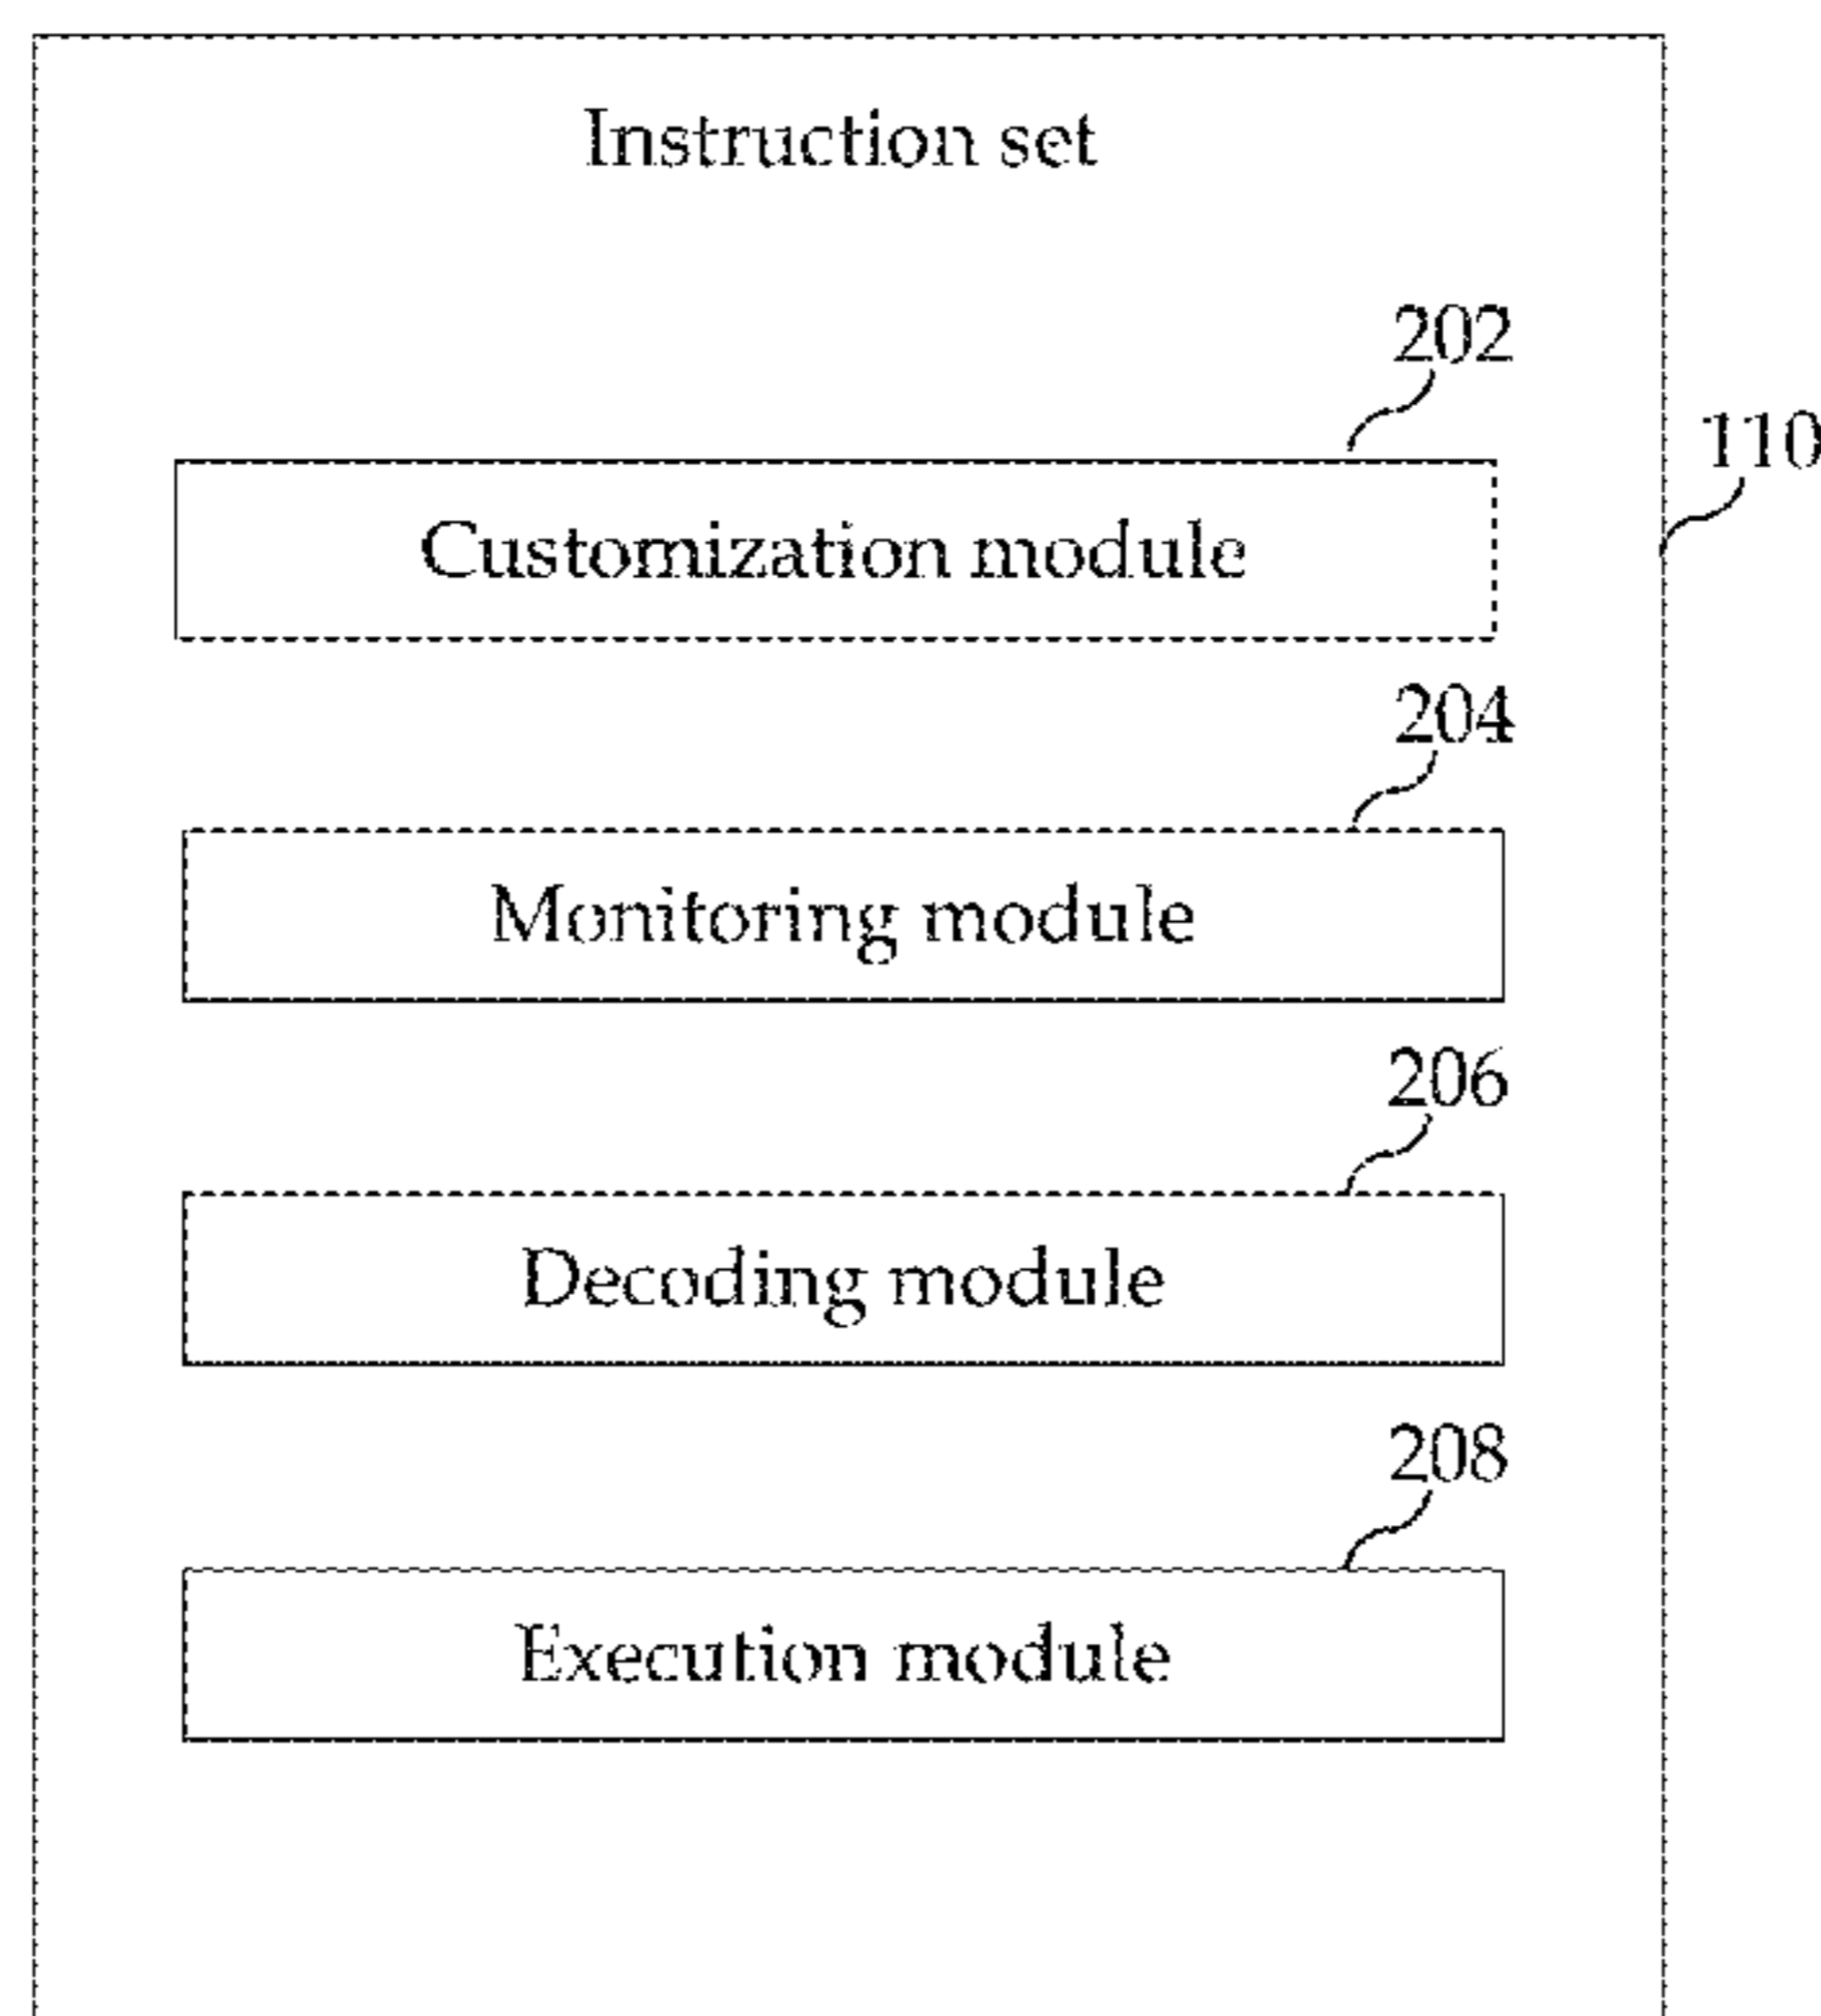 Instruction set
202
110
Customization module
204
Monitoring module
206
Decoding module
208
Execution module